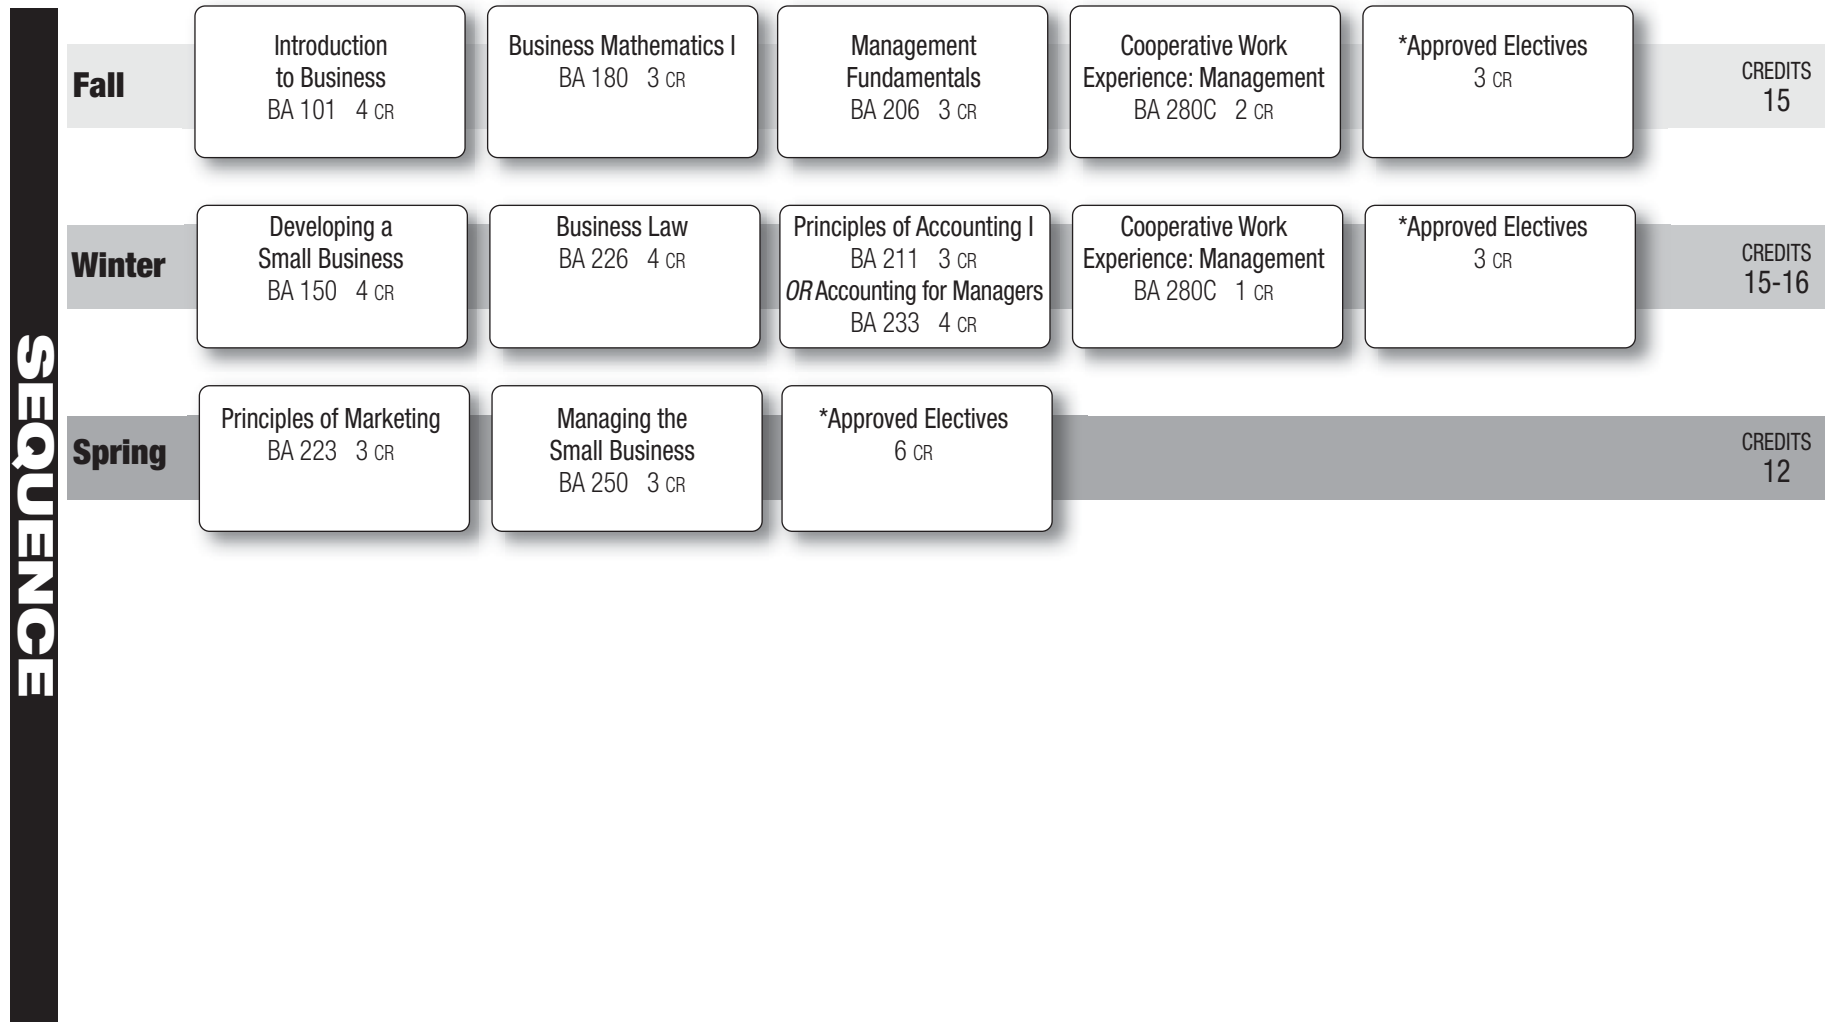 SEQUENCE
Fall
Introduction
to Business
BA 101 4 CR
Business Mathematics I
BA 180 3 CR
Management
Fundamentals
BA 206 3 CR
Cooperative Work
Experience: Management
BA 280C 2 CR
*Approved Electives
3 CR
CREDITS
15
Winter
Developing a
Small Business
BA 150 4 CR
Business Law
BA 226 4 CR
Principles of Accounting I
BA 211 3 CR
OR Accounting for Managers
BA 233 4 CR
Cooperative Work
Experience: Management
BA 280C 1 CR
*Approved Electives
3 CR
CREDITS
15-16
Spring
Principles of Marketing
BA 223 3 CR
Managing the
Small Business
BA 250 3 CR
*Approved Electives
6 CR
CREDITS
12